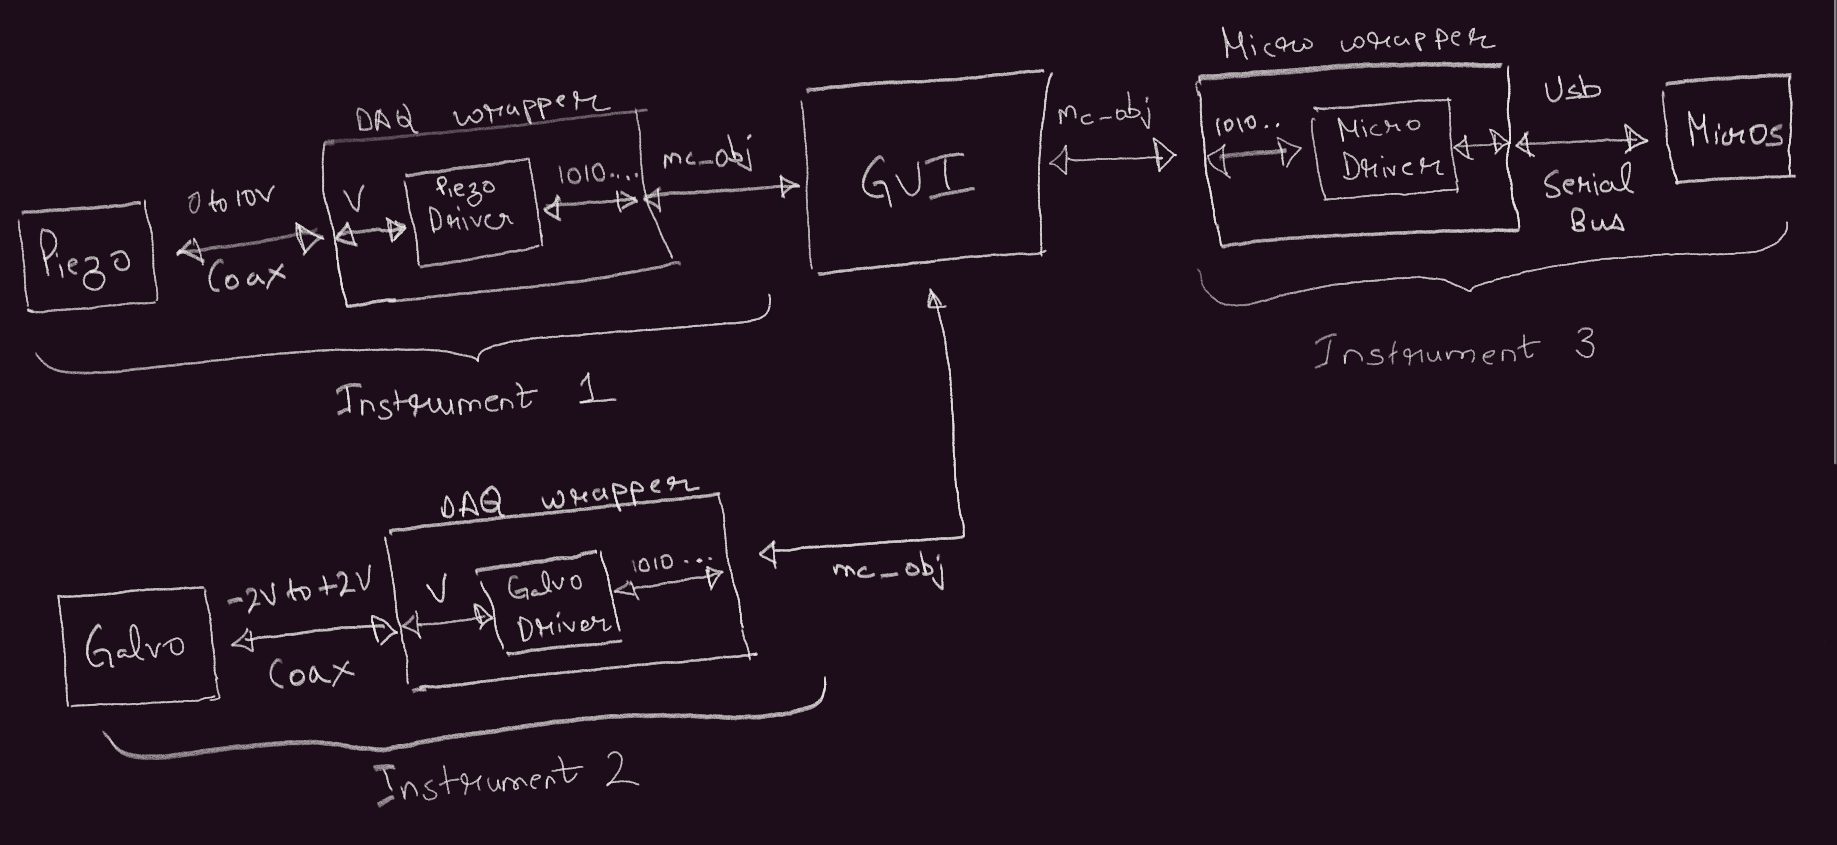 Micro wrapper
DAQ wrapper
Usb
mc_obj
1010..
Micro
Driver
Micros
Serial
Bus
GUI
mc_obj
1010....
Piezo
Driver
V
0 to 10V
Piezo
Coax
Instrument 3
Instrument 1
DAQ wrapper
mc_obj
1010...
Galvo
Driver
V
-2V to +2V
Galvo
Coax
Instrument 2